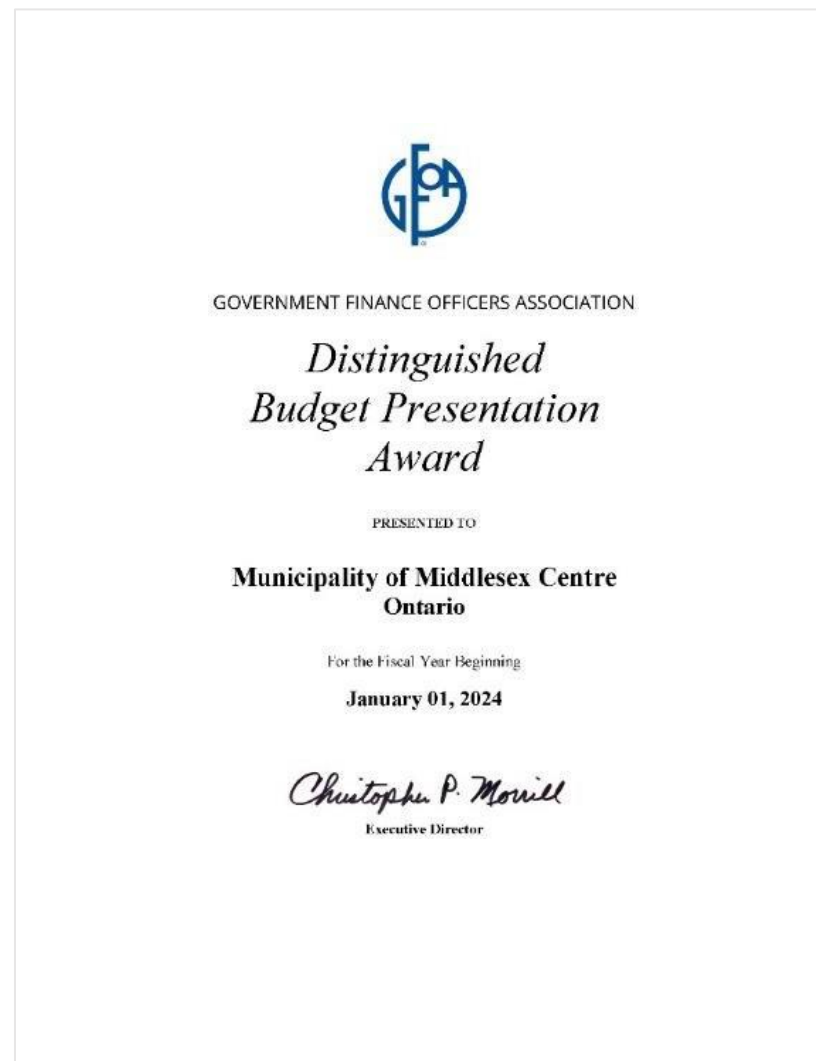 GFOA
GOVERNMENT FINANCE OFFICERS ASSOCIATION
Distinguished
Budget Presentation
Award
PRESENTED TO
Municipality of Middlesex Centre
Ontario
For the Fiscal Year Beginning
January 01, 2024
Christopher P. Morrill
Executive Director